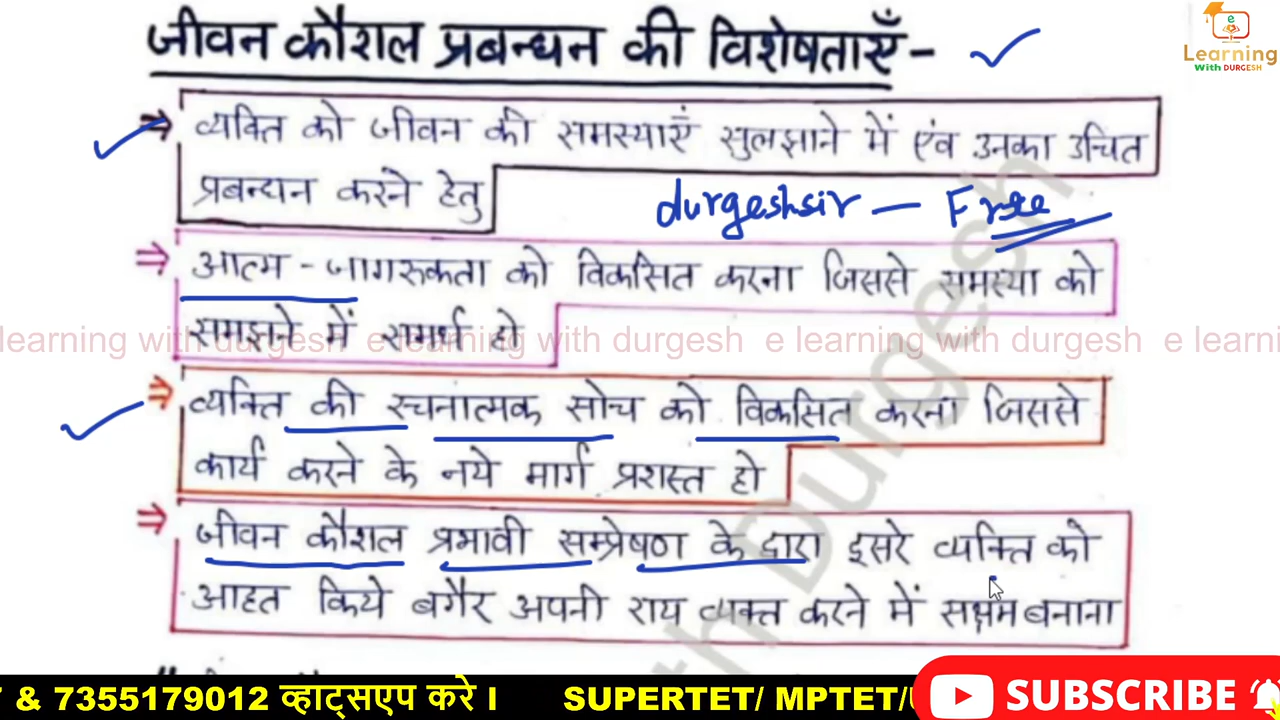 जीवन कौशल प्रबन्धन की विशेषताएँ-
e
Learning
With DURGESH
⇒ व्यक्ति को जीवन की समस्याएं सुलझाने में एंव उनका उचित
प्रबन्धन करने हेतु
durgeshsir — Free
⇒ आत्म-जागरुकता को विकसित करना जिससे समस्या को
समझने में समर्थ हो
learning with durgesh e learning with durgesh e learning with durgesh e learni
⇒ व्यक्ति की रचनात्मक सोच को विकसित करना जिससे
कार्य करने के नये मार्ग प्रशस्त हो
⇒ जीवन कौशल प्रभावी सम्प्रेषण के द्वारा दूसरे व्यक्ति को
आहत किये बगैर अपनी राय व्यक्त करने में सक्षम बनाना
th Durgesh
& 7355179012 व्हाट्सएप करे I SUPERTET/ MPTET/
SUBSCRIBE